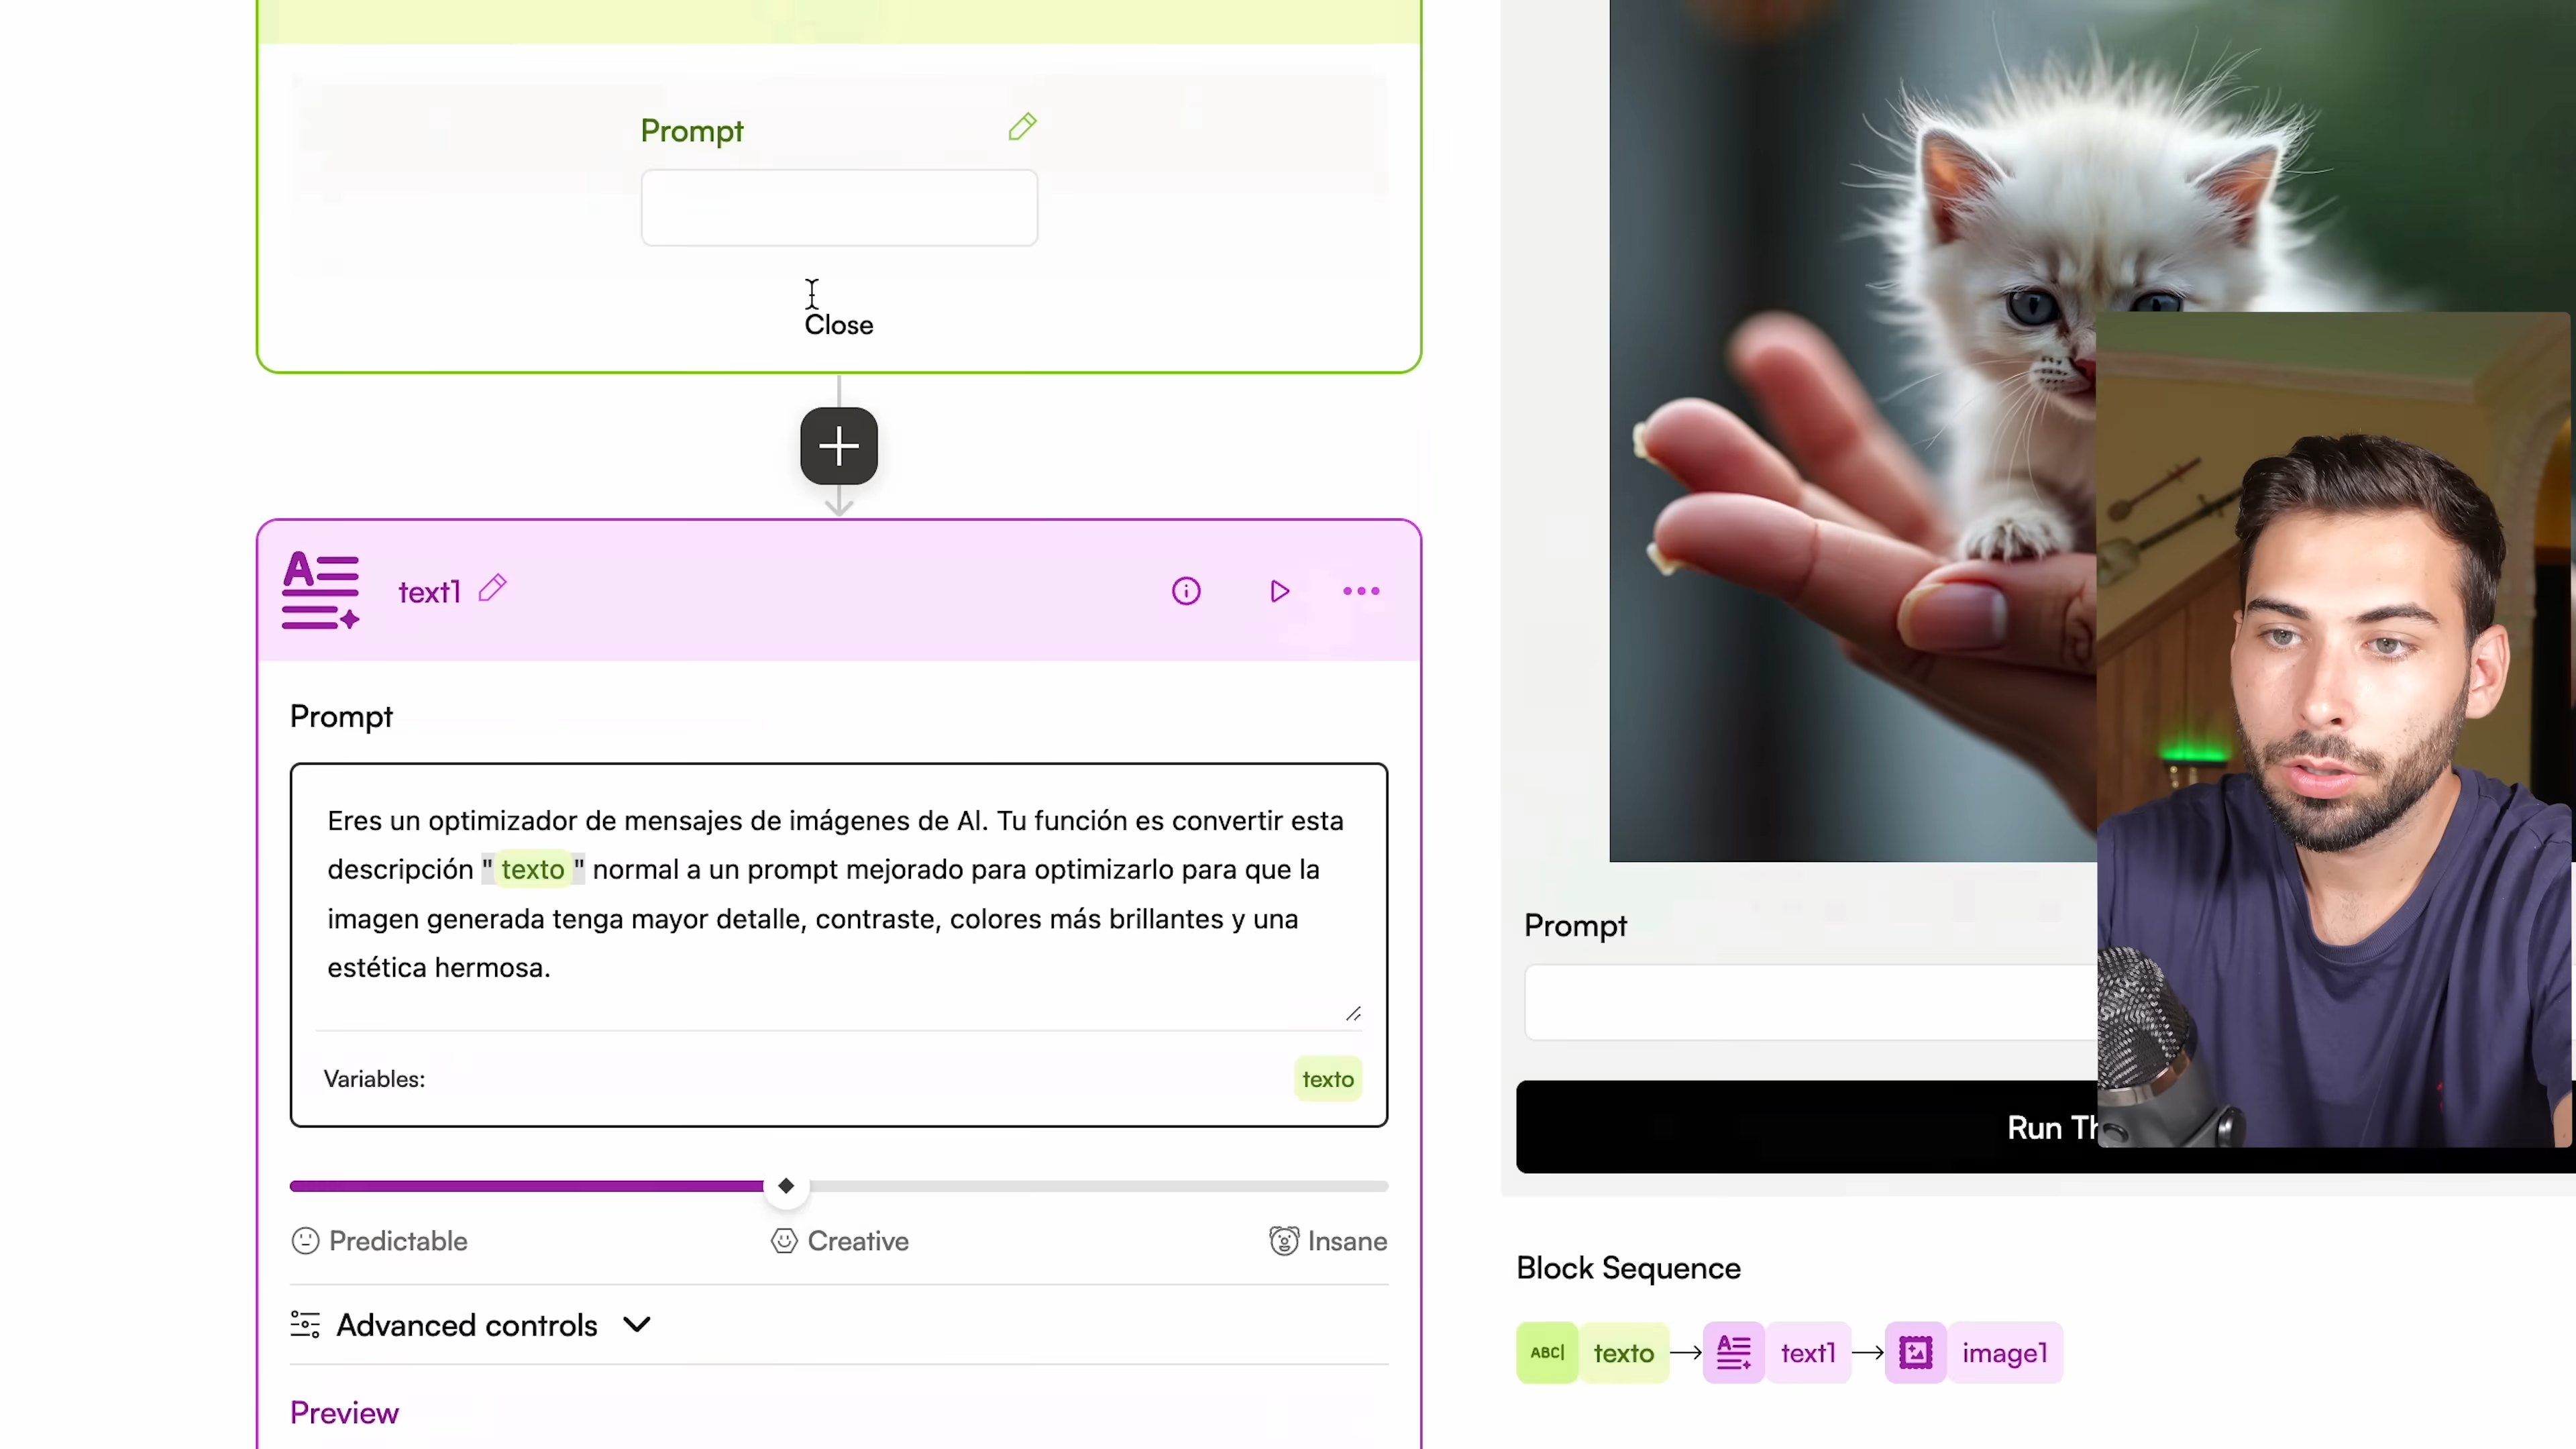 Prompt
Close
text1
Prompt
Eres un optimizador de mensajes de imágenes de AI. Tu función es convertir esta
descripción " texto " normal a un prompt mejorado para optimizarlo para que la
imagen generada tenga mayor detalle, contraste, colores más brillantes y una
estética hermosa.
Variables:
texto
Predictable
Creative
Insane
Advanced controls
Preview
Prompt
Run
Block Sequence
ABC
texto
text1
image1